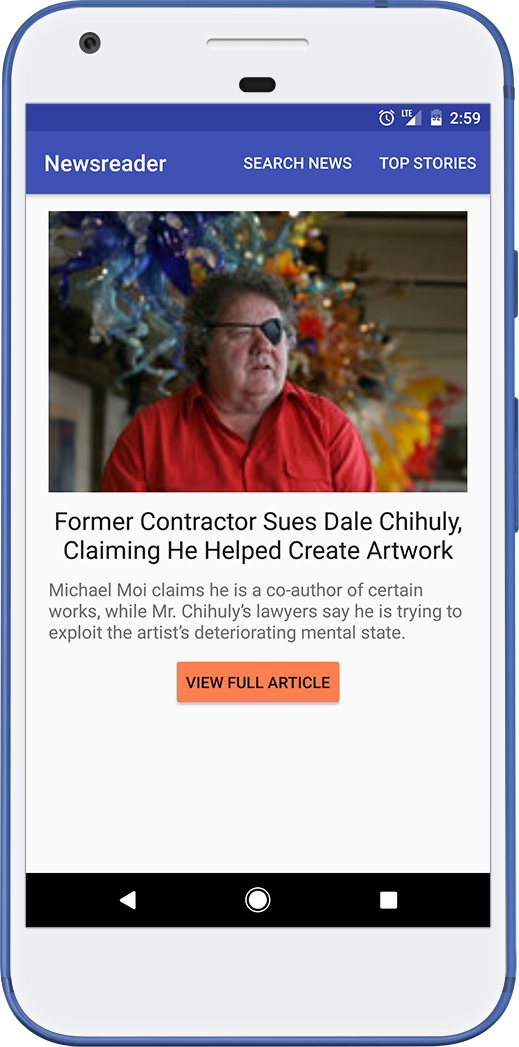 LTE 92 2:59
Newsreader SEARCH NEWS TOP STORIES
Former Contractor Sues Dale Chihuly,
Claiming He Helped Create Artwork
Michael Moi claims he is a co-author of certain
works, while Mr. Chihuly’s lawyers say he is trying to
exploit the artist’s deteriorating mental state.
VIEW FULL ARTICLE